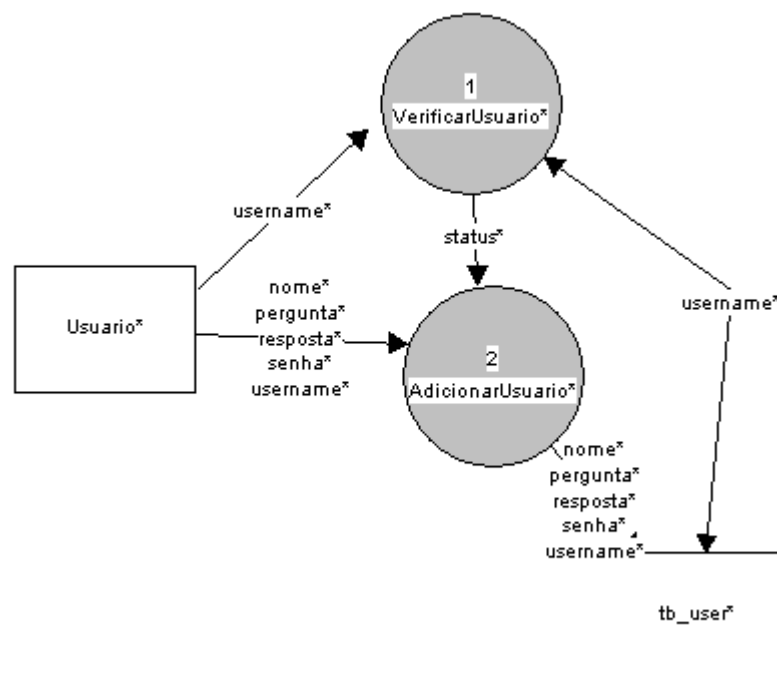 1
VerificarUsuario*
username*
status*
Usuario*
nome*
pergunta*
resposta*
senha*
username*
username*
2
AdicionarUsuario*
nome*
pergunta*
resposta*
senha*
username*
tb_user*